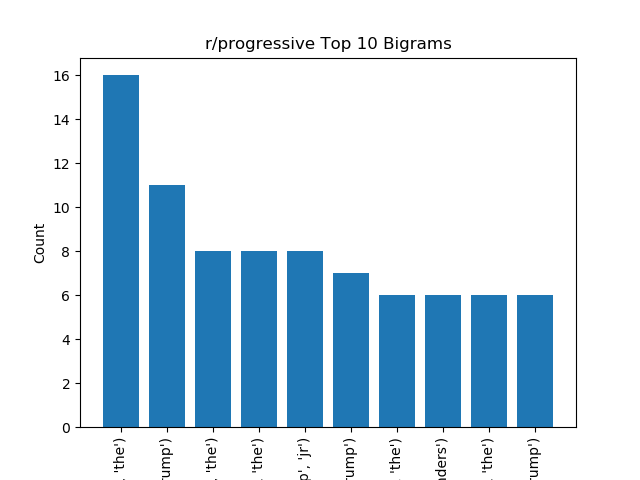 r/progressive Top 10 Bigrams
16
14
12
10
8
6
4
2
0
Count
, 'the')
rump')
, 'the')
, 'the')
p', 'jr')
rump')
, 'the')
nders')
, 'the')
rump')